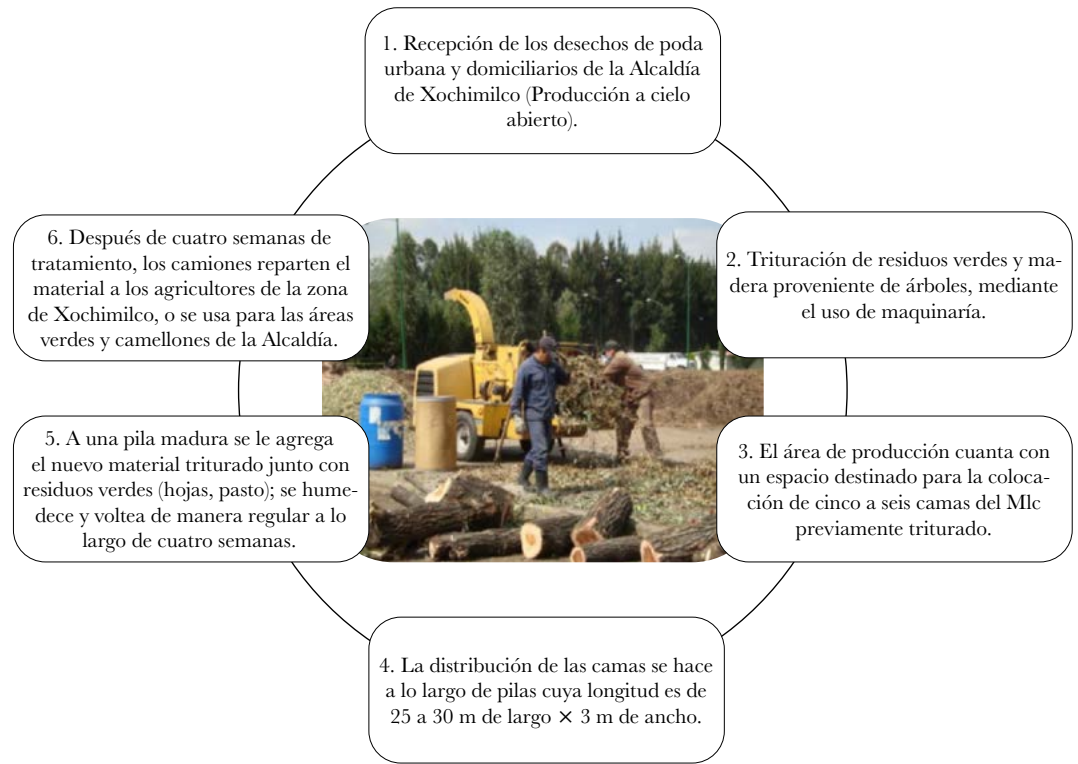 1. Recepción de los desechos de poda
urbana y domiciliarios de la Alcaldía
de Xochimilco (Producción a cielo
abierto).
2. Trituración de residuos verdes y ma-
dera proveniente de árboles, mediante
el uso de maquinaría.
3. El área de producción cuanta con
un espacio destinado para la coloca-
ción de cinco a seis camas del Mlc
previamente triturado.
4. La distribución de las camas se hace
a lo largo de pilas cuya longitud es de
25 a 30 m de largo × 3 m de ancho.
5. A una pila madura se le agrega
el nuevo material triturado junto con
residuos verdes (hojas, pasto); se hume-
dece y voltea de manera regular a lo
largo de cuatro semanas.
6. Después de cuatro semanas de
tratamiento, los camiones reparten el
material a los agricultores de la zona
de Xochimilco, o se usa para las áreas
verdes y camellones de la Alcaldía.